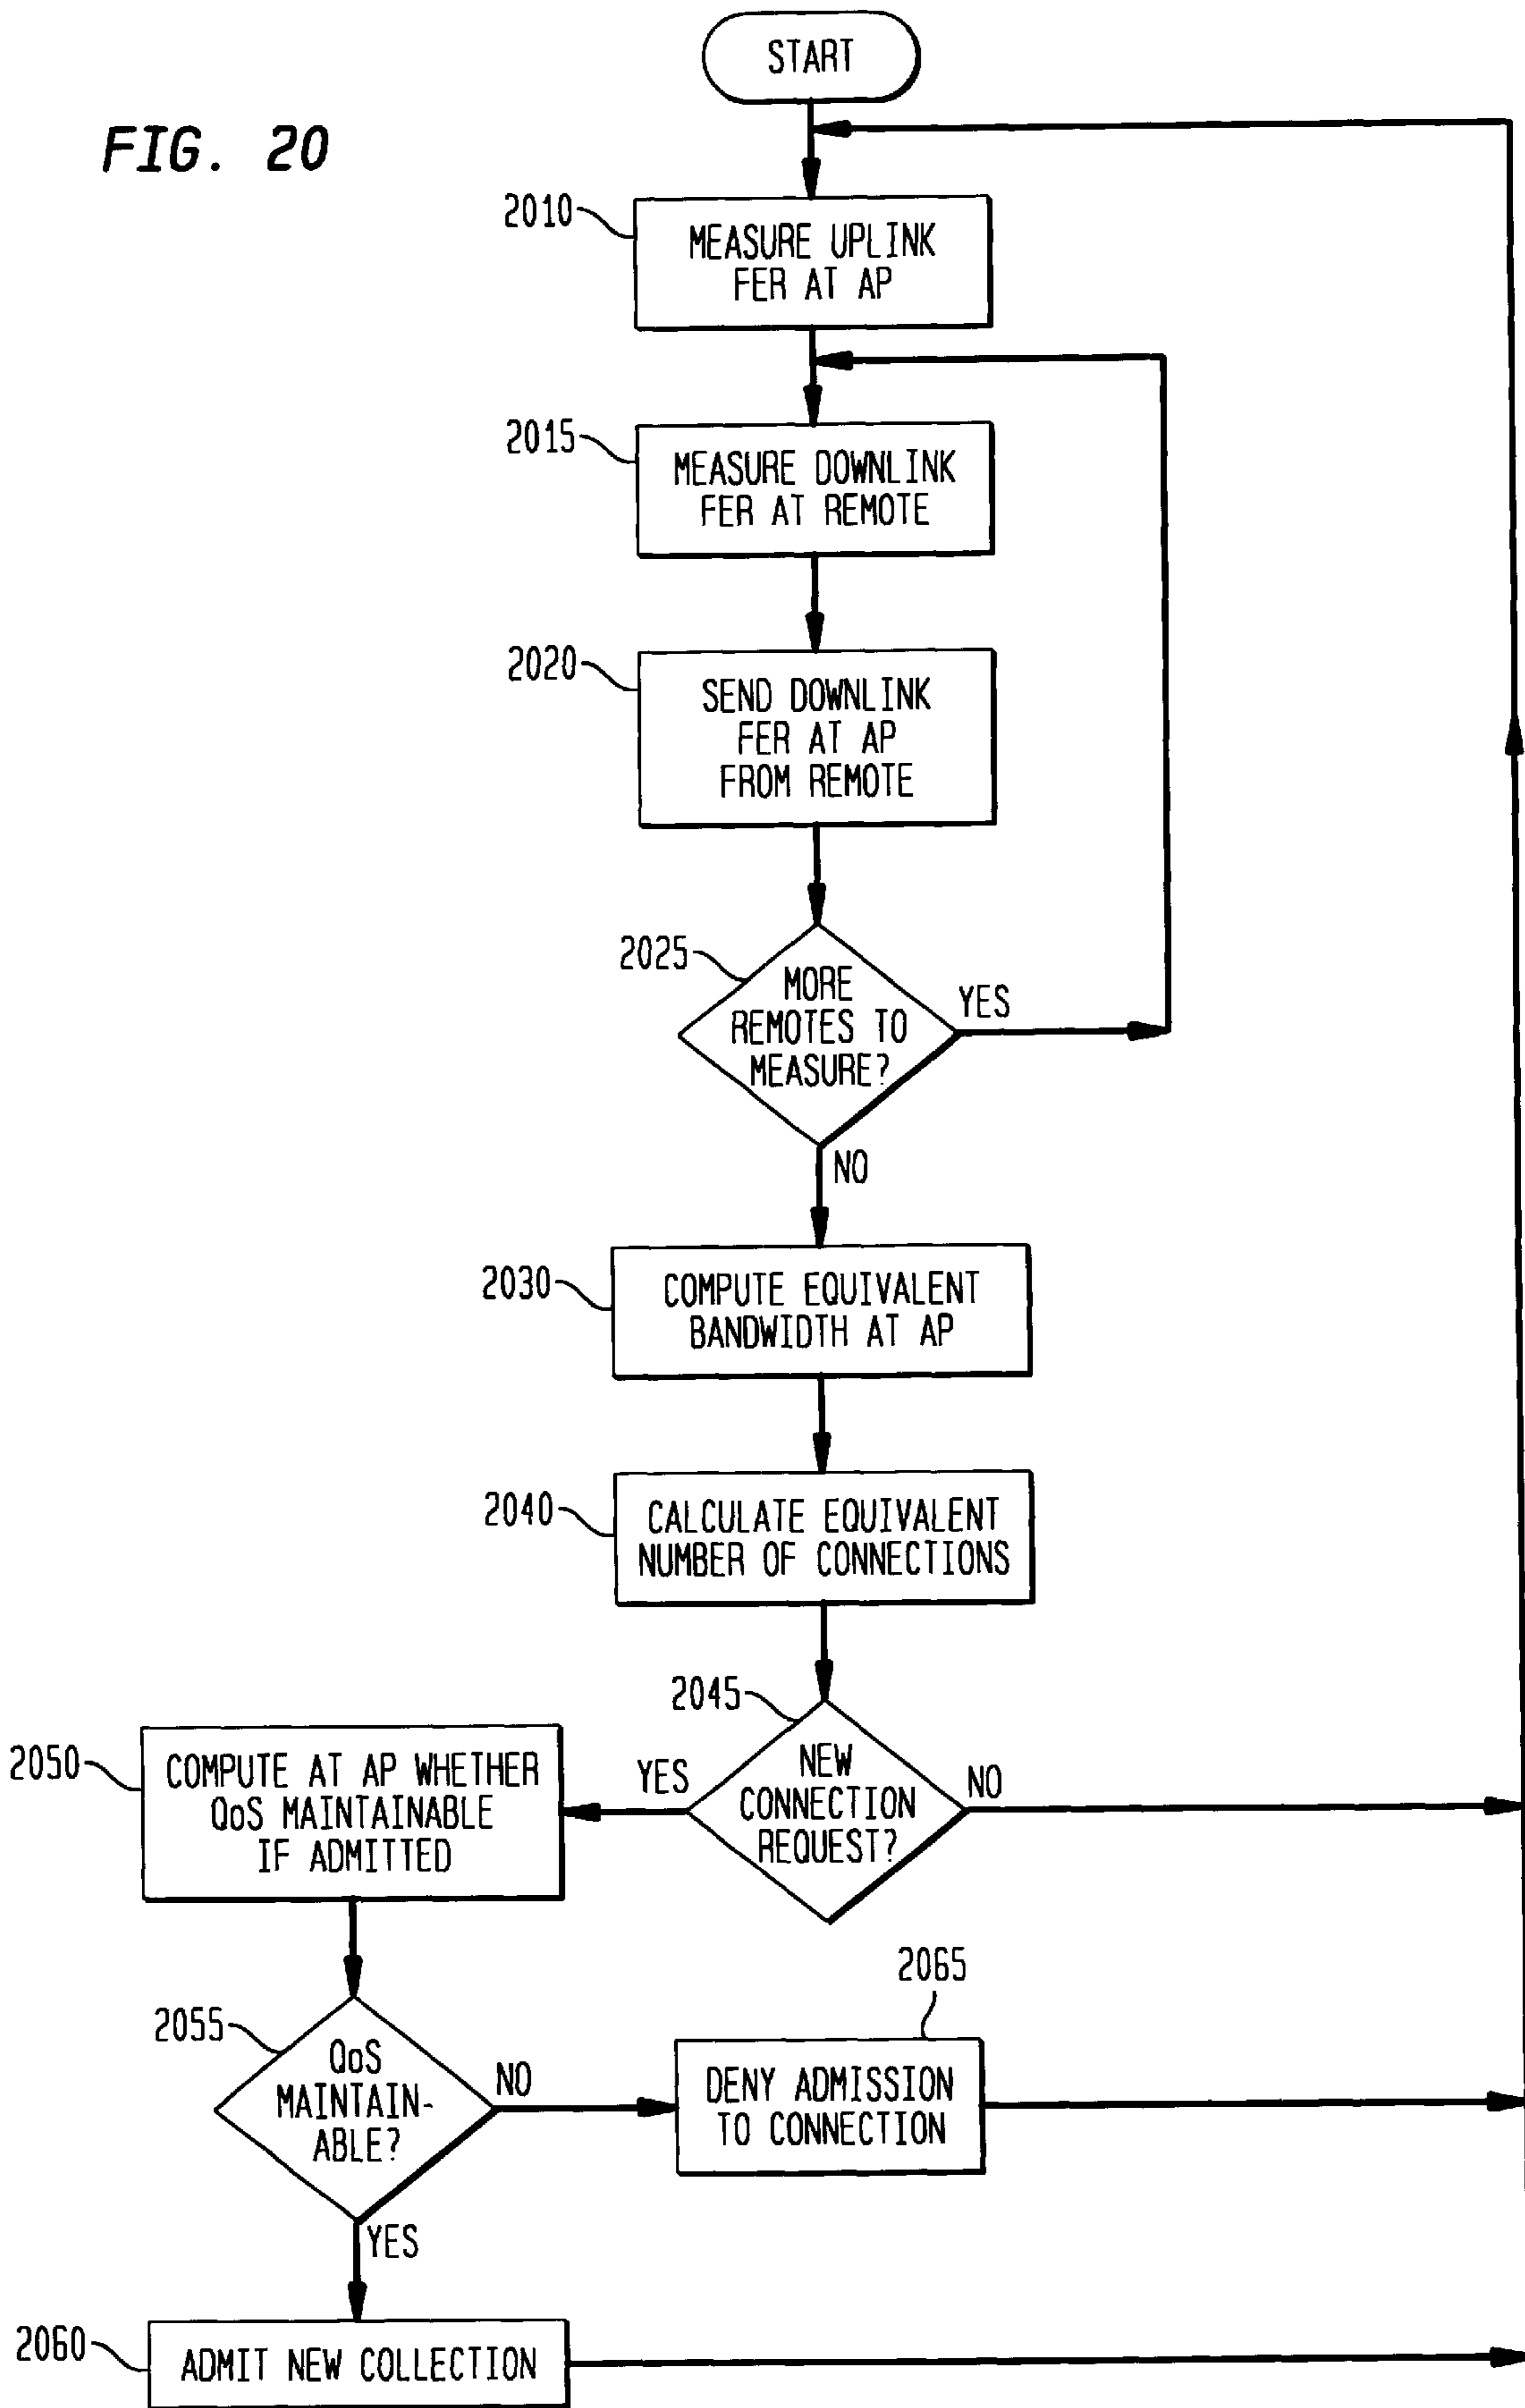 START
FIG. 20
2010
MEASURE UPLINK
FER AT AP
2015
MEASURE DOWNLINK
FER AT REMOTE
2020
SEND DOWNLINK
FER AT AP
FROM REMOTE
2025
MORE
REMOTES TO
MEASURE?
YES
NO
2030
COMPUTE EQUIVALENT
BANDWIDTH AT AP
2040
CALCULATE EQUIVALENT
NUMBER OF CONNECTIONS
2045
NEW
CONNECTION
REQUEST?
YES
NO
2050
COMPUTE AT AP WHETHER
QoS MAINTAINABLE
IF ADMITTED
2055
QoS
MAINTAIN-
ABLE?
NO
YES
2065
DENY ADMISSION
TO CONNECTION
2060
ADMIT NEW COLLECTION